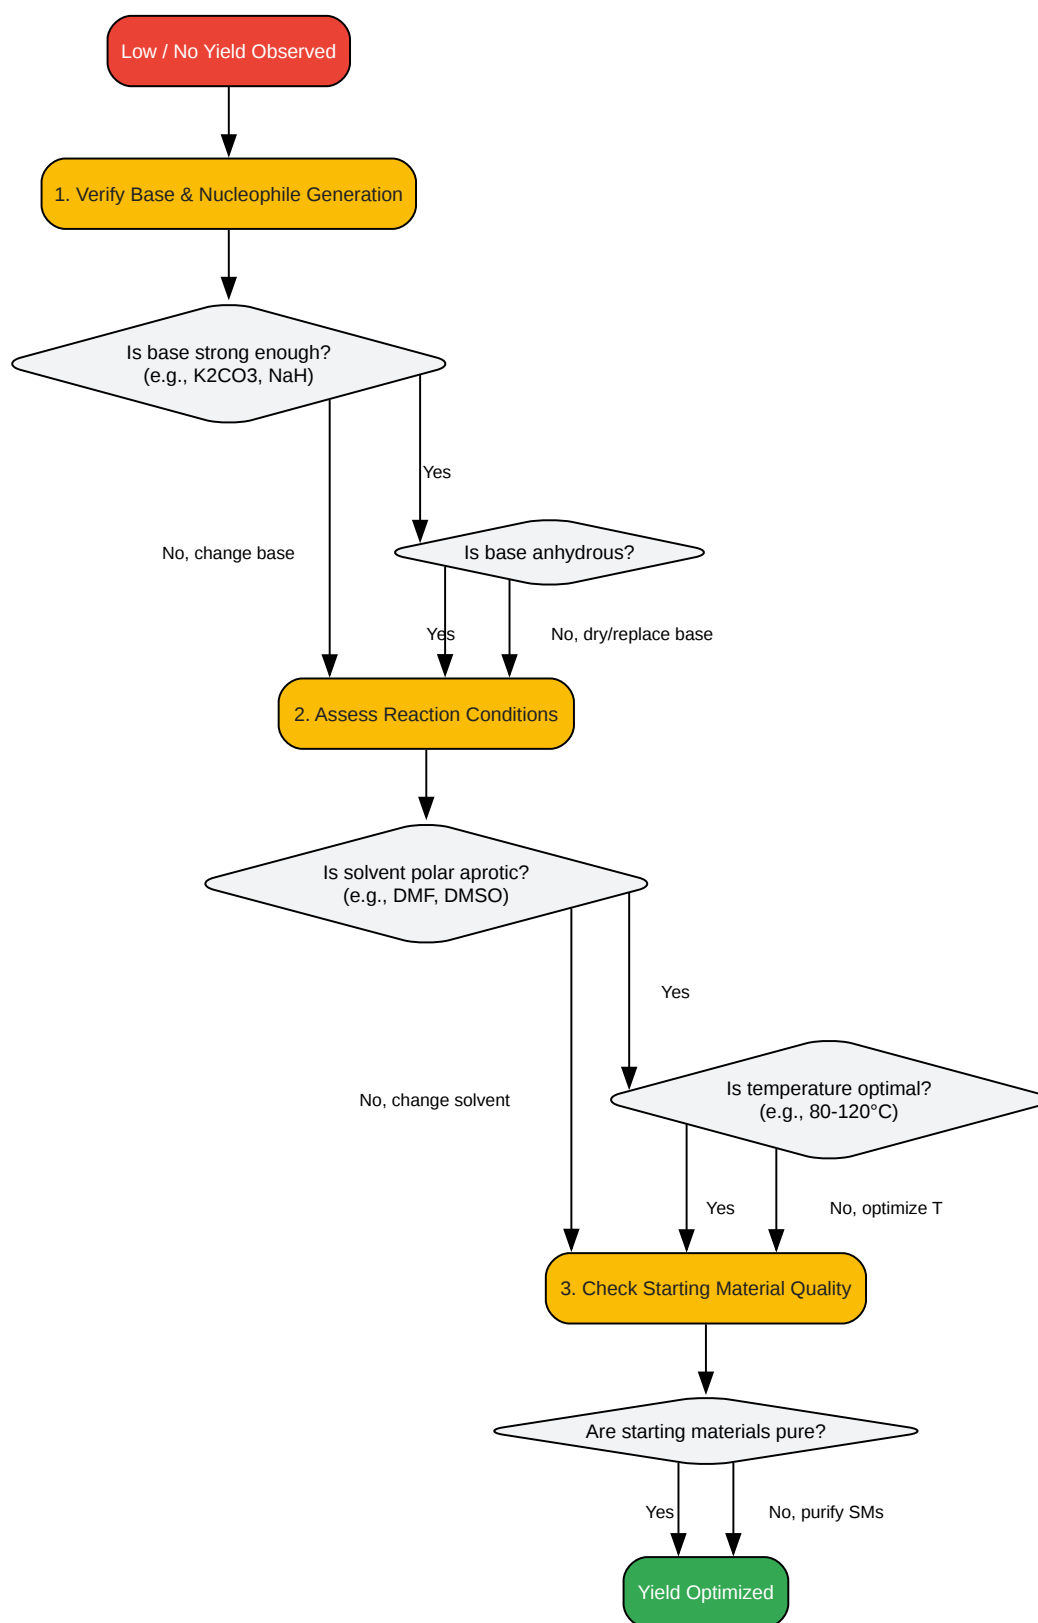 Low / No Yield Observed
1. Verify Base & Nucleophile Generation
Is base strong enough?
(e.g., K2CO3, NaH)
Yes
No, change base
Is base anhydrous?
Yes
No, dry/replace base
2. Assess Reaction Conditions
Is solvent polar aprotic?
(e.g., DMF, DMSO)
Yes
No, change solvent
Is temperature optimal?
(e.g., 80-120°C)
Yes
No, optimize T
3. Check Starting Material Quality
Are starting materials pure?
Yes
No, purify SMs
Yield Optimized